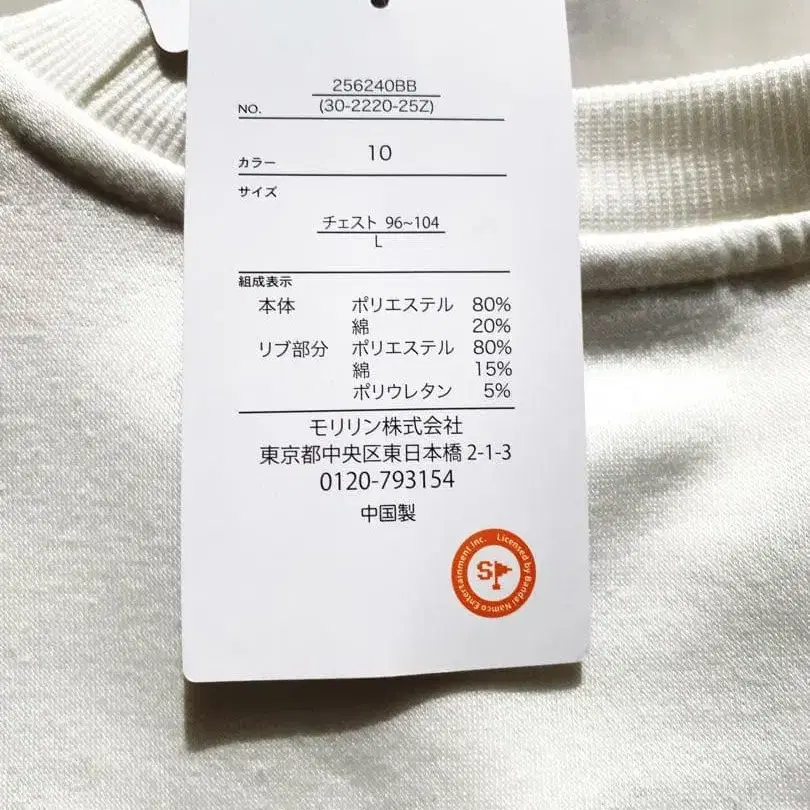 256240BB
NO. (30-2220-25Z)
カラー 10
サイズ
チェスト 96~104
L
組成表示
本体 ポリエステル 80%
綿 20%
リブ部分 ポリエステル 80%
綿 15%
ポリウレタン 5%
モリリン株式会社
東京都中央区東日本橋 2-1-3
0120-793154
中国製
Licensed by Bandai Namco Entertainment Inc.
S